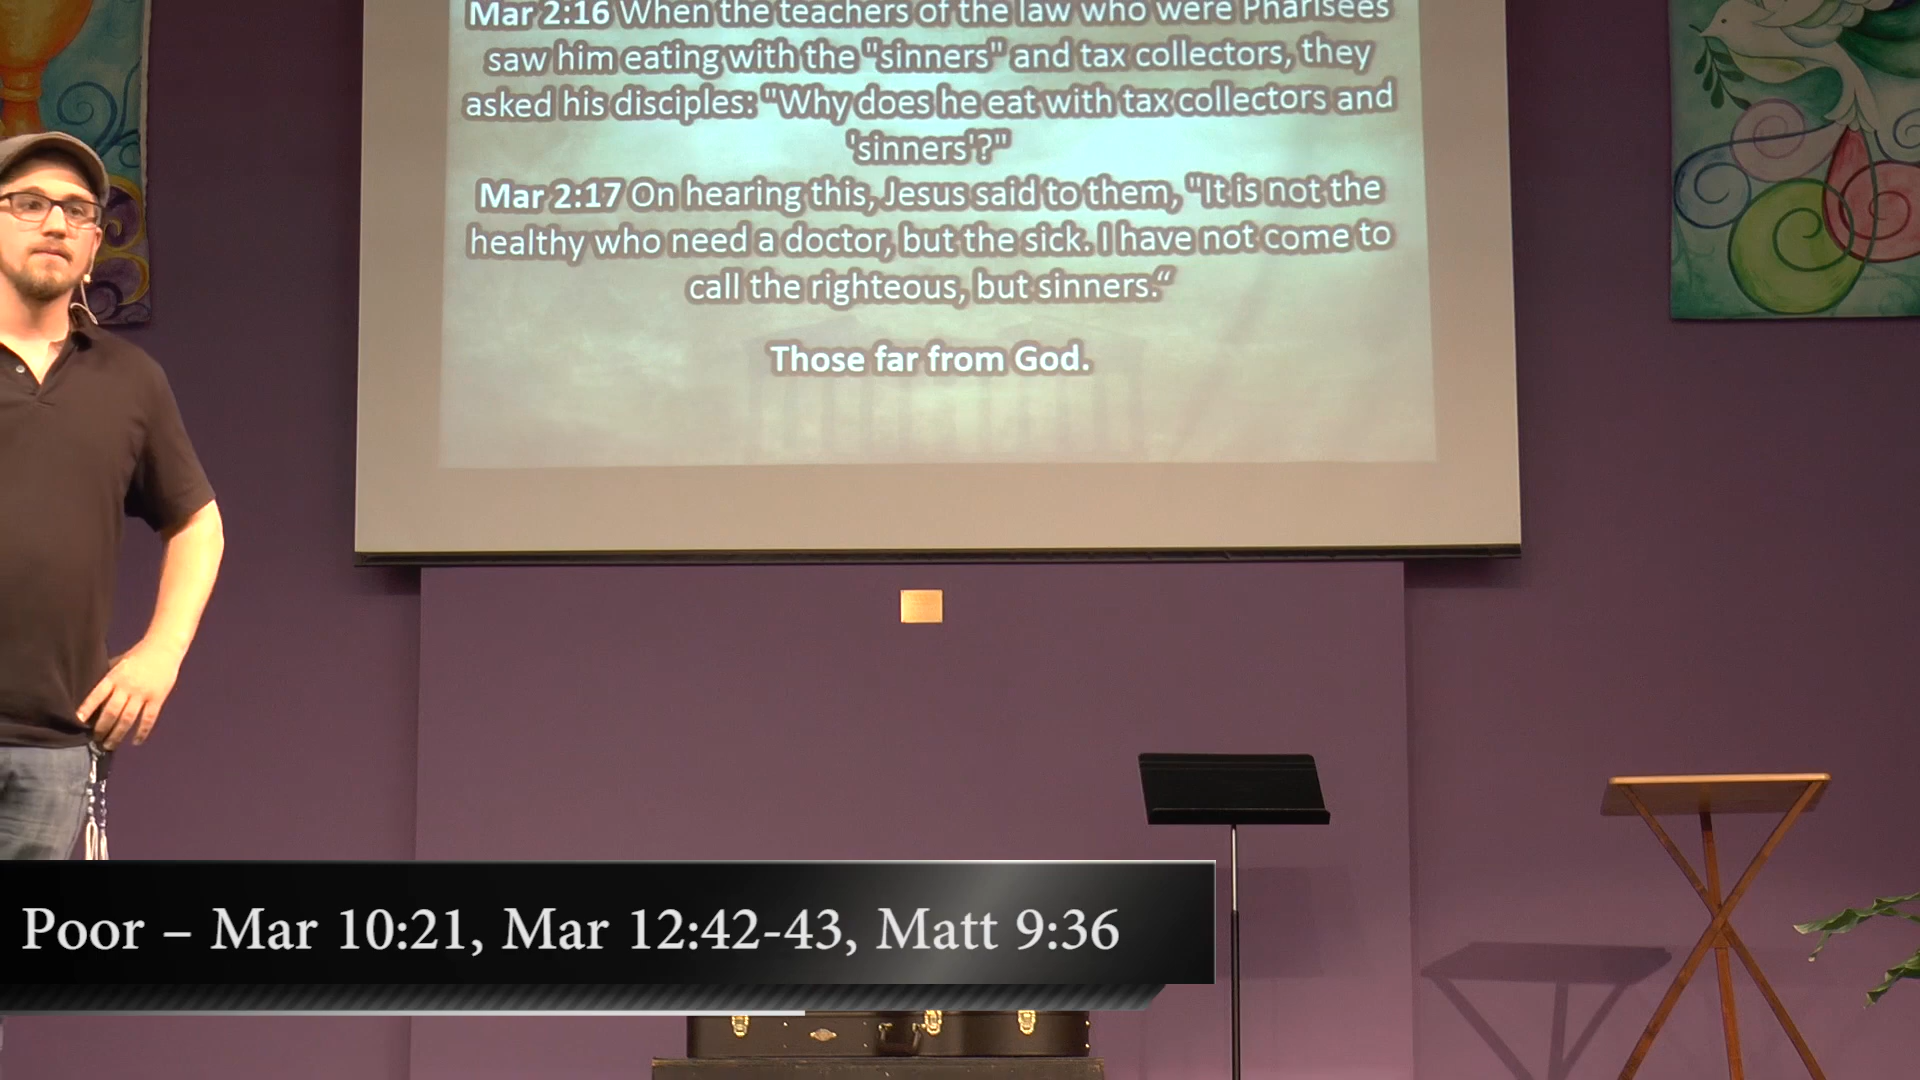 Mar 2:16 When the teachers of the law who were Pharisees
saw him eating with the "sinners" and tax collectors, they
asked his disciples: "Why does he eat with tax collectors and
'sinners'?"
Mar 2:17 On hearing this, Jesus said to them, "It is not the
healthy who need a doctor, but the sick. I have not come to
call the righteous, but sinners.“
Those far from God.
Poor – Mar 10:21, Mar 12:42-43, Matt 9:36